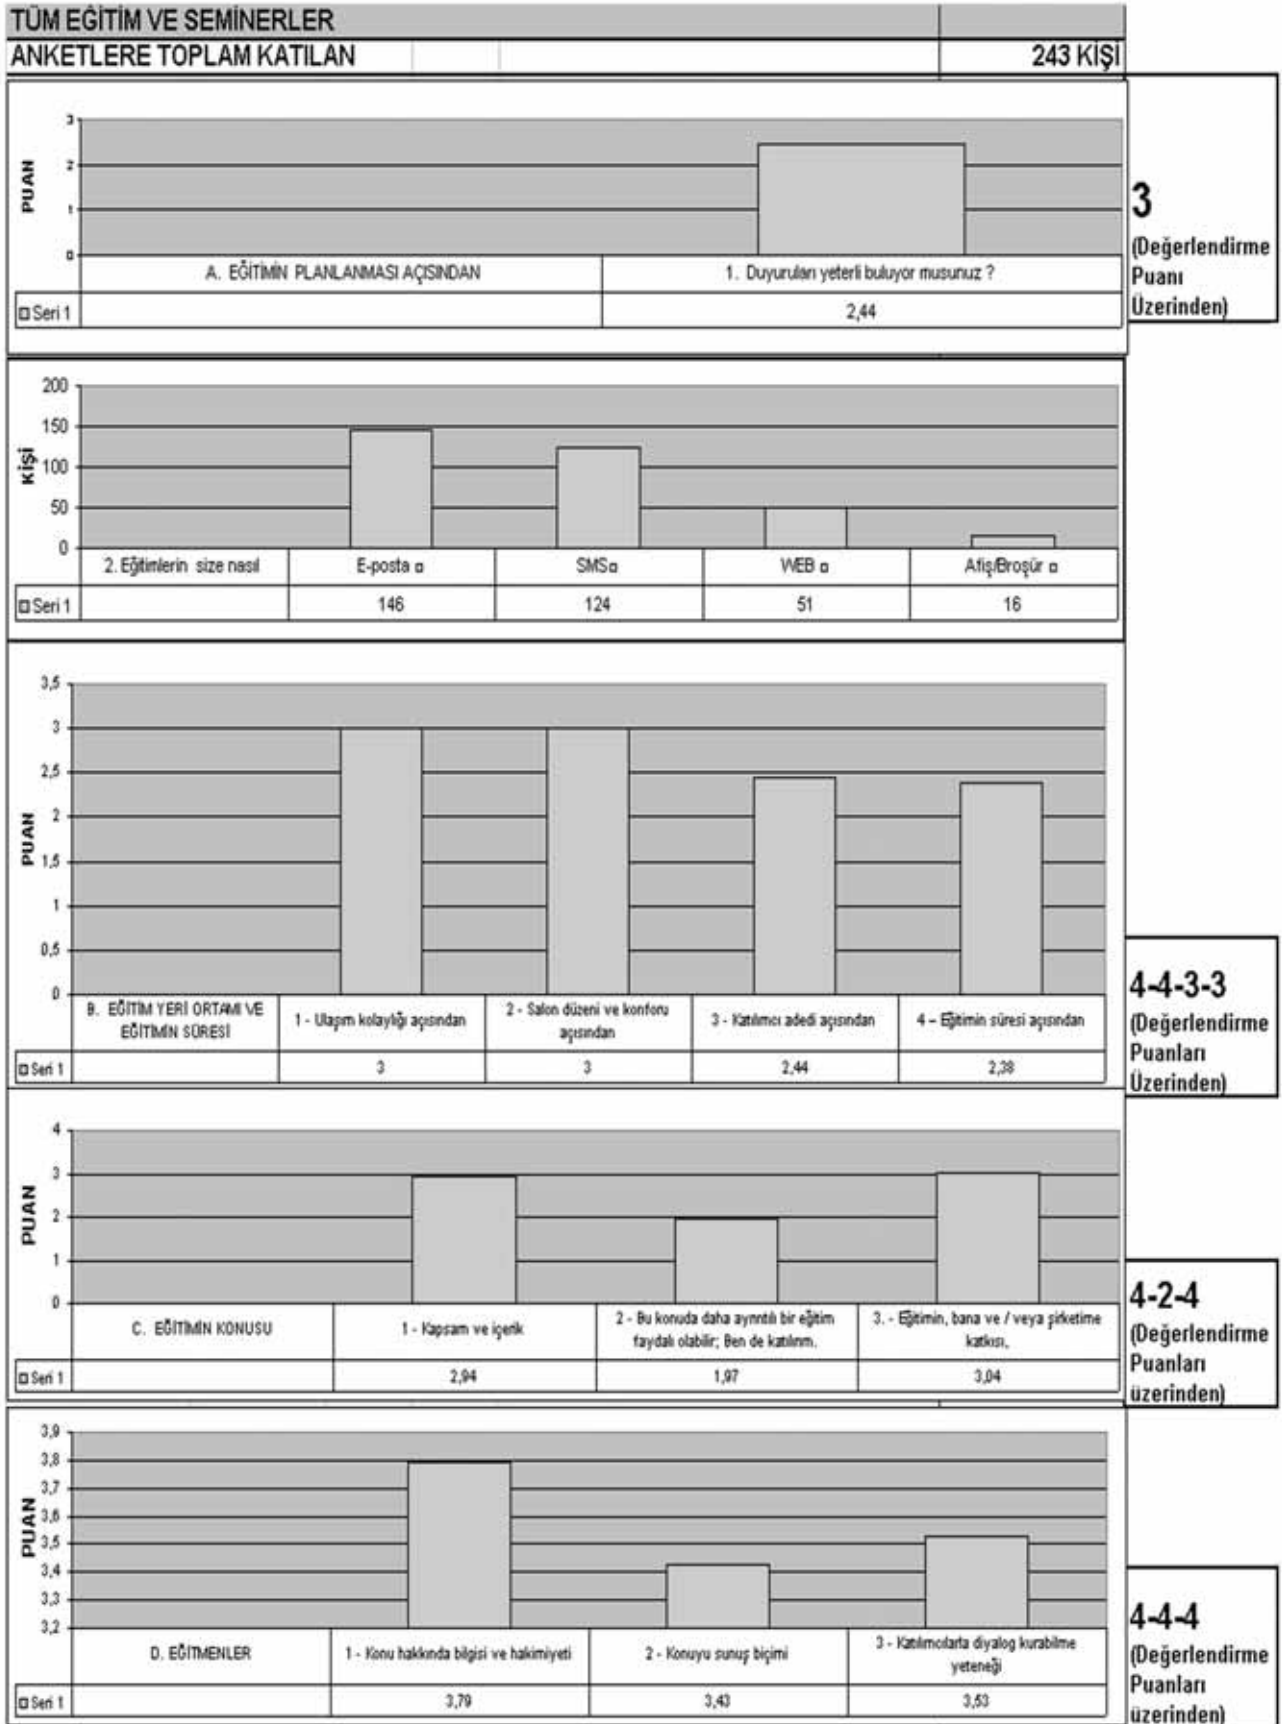 TÜM EĞİTİM VE SEMİNERLER
ANKETLERE TOPLAM KATILAN 243 KİŞİ
PUAN
3
2
1
0
A. EĞİTİMİN PLANLANMASI AÇISINDAN
1. Duyuruları yeterli buluyor musunuz ?
Seri 1
2,44
3
(Değerlendirme
Puanı
Üzerinden)
KİŞİ
200
150
100
50
0
2. Eğitimlerin size nasıl
E-posta
SMS
WEB
Afiş/Broşür
Seri 1
146
124
51
16
PUAN
3,5
3
2,5
2
1,5
1
0,5
0
B. EĞİTİM YERİ ORTAMI VE
EĞİTİMİN SÜRESİ
1 - Ulaşım kolaylığı açısından
2 - Salon düzeni ve konforu
açısından
3 - Katılımcı adedi açısından
4 – Eğitimin süresi açısından
Seri 1
3
3
2,44
2,38
4-4-3-3
(Değerlendirme
Puanları
Üzerinden)
PUAN
4
3
2
1
0
C. EĞİTİMİN KONUSU
1 - Kapsam ve içerik
2 - Bu konuda daha ayrıntılı bir eğitim
faydalı olabilir; Ben de katılırım.
3. - Eğitimin, bana ve / veya şirketime
katkısı.
Seri 1
2,94
1,97
3,04
4-2-4
(Değerlendirme
Puanları
üzerinden)
PUAN
3,9
3,8
3,7
3,6
3,5
3,4
3,3
3,2
D. EĞİTMENLER
1 - Konu hakkında bilgisi ve hakimiyeti
2 - Konuyu sunuş biçimi
3 - Katılımcılarla diyalog kurabilme
yeteneği
Seri 1
3,79
3,43
3,53
4-4-4
(Değerlendirme
Puanları
üzerinden)